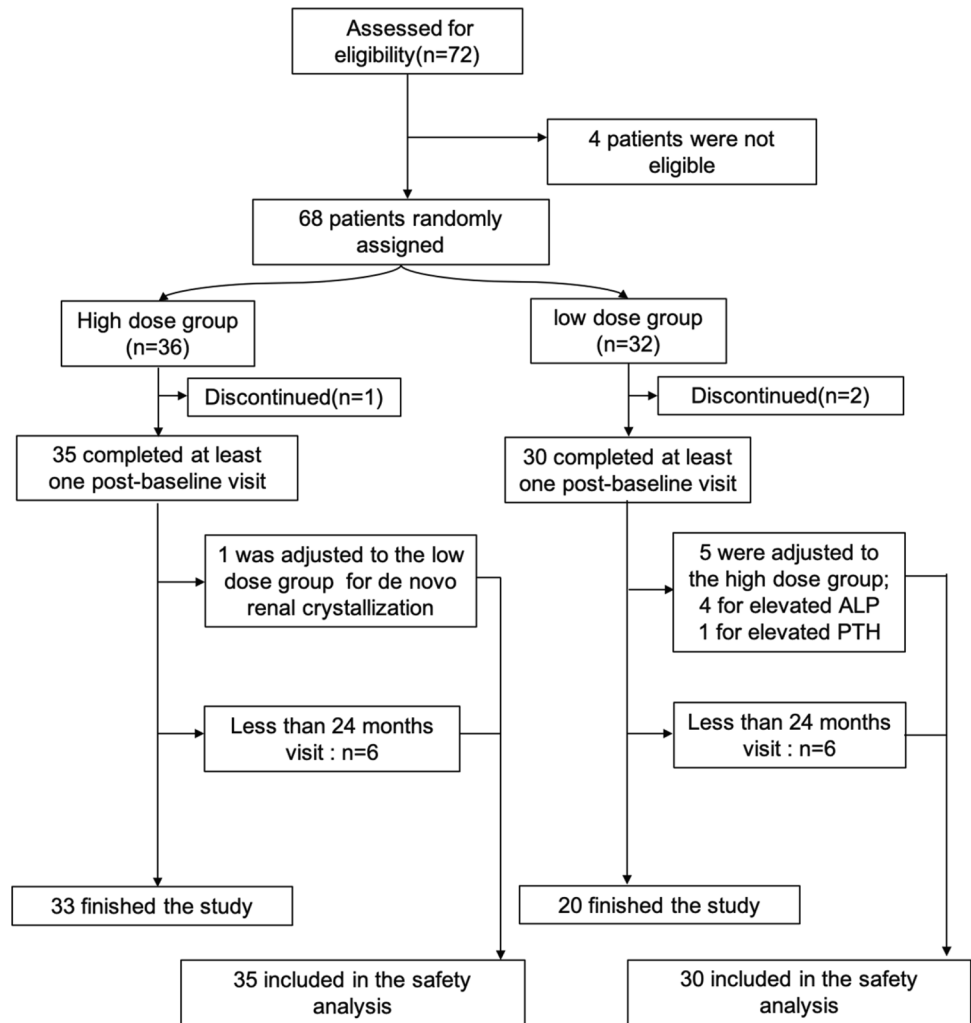 Assessed for
eligibility(n=72)
4 patients were not
eligible
68 patients randomly
assigned
High dose group
(n=36)
low dose group
(n=32)
Discontinued(n=1)
Discontinued(n=2)
35 completed at least
one post-baseline visit
30 completed at least
one post-baseline visit
1 was adjusted to the low
dose group for de novo
renal crystallization
5 were adjusted to
the high dose group;
4 for elevated ALP
1 for elevated PTH
Less than 24 months
visit : n=6
Less than 24 months
visit : n=6
33 finished the study
20 finished the study
35 included in the safety
analysis
30 included in the safety
analysis